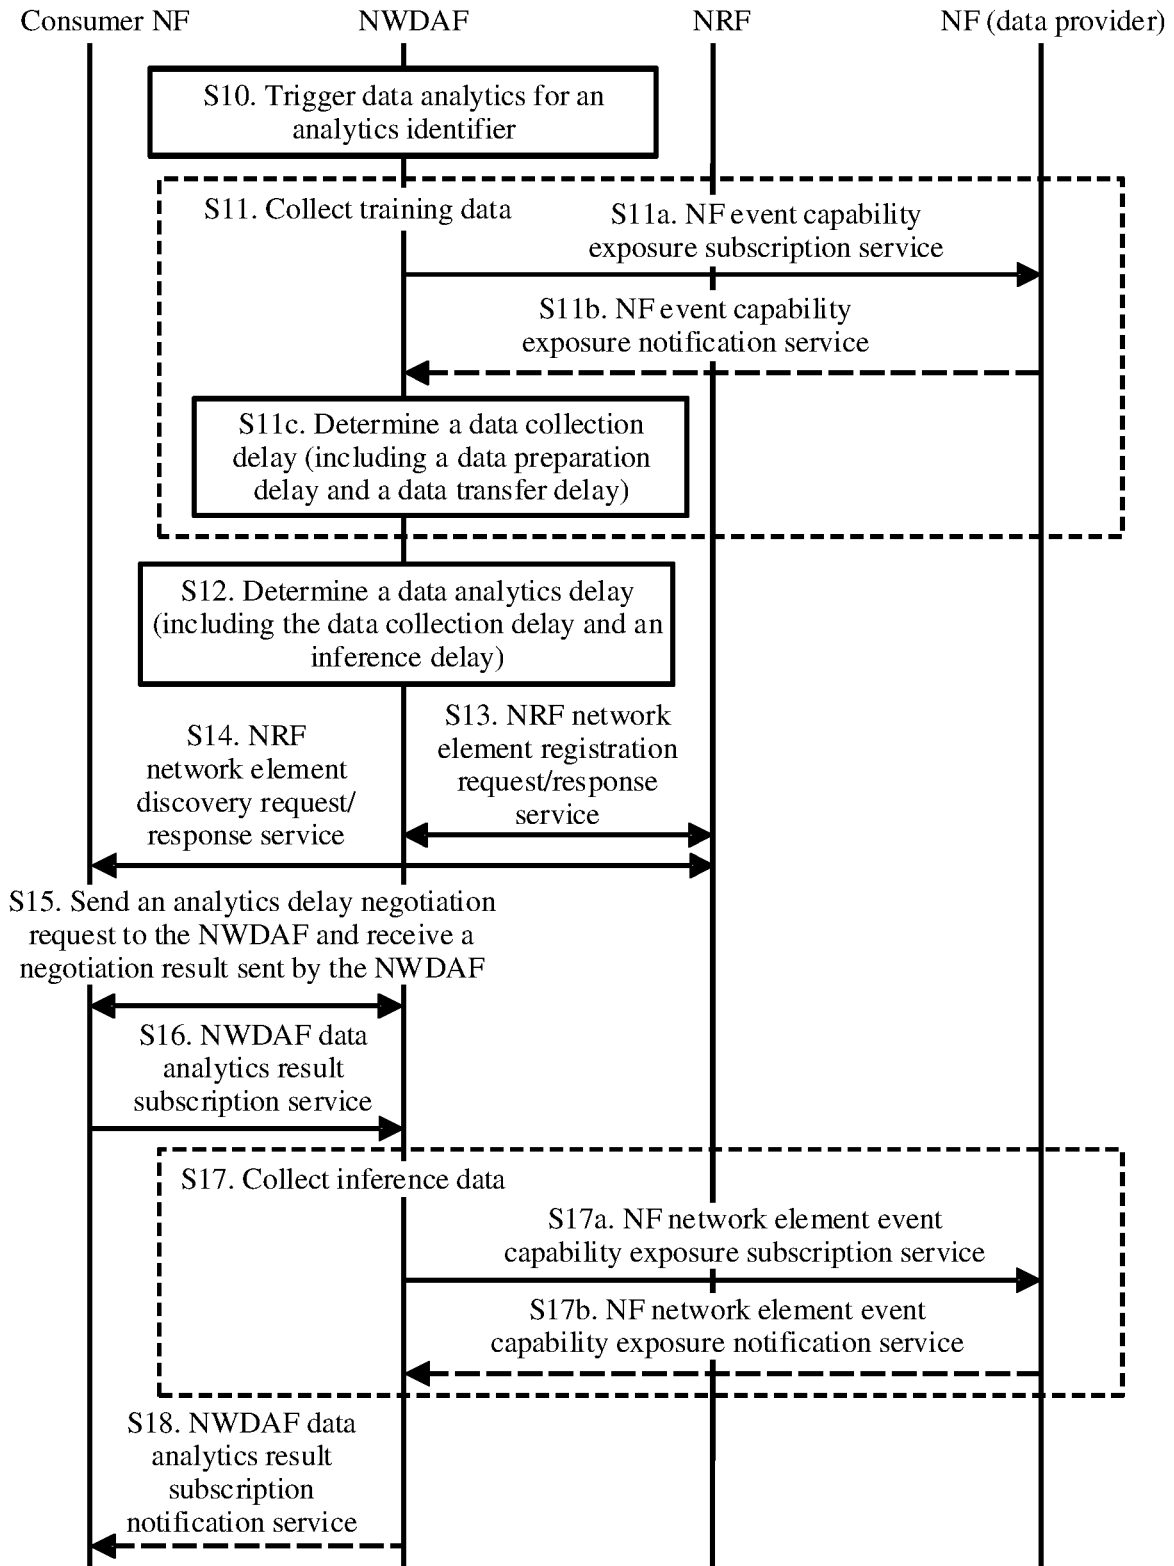 Consumer NF
NWDAF
NRF
NF (data provider)
S10. Trigger data analytics for an
analytics identifier
S11. Collect training data
S11a. NF event capability
exposure subscription service
S11b. NF event capability
exposure notification service
S11c. Determine a data collection
delay (including a data preparation
delay and a data transfer delay)
S12. Determine a data analytics delay
(including the data collection delay and an
inference delay)
S13. NRF network
element registration
request/response
service
S14. NRF
network element
discovery request/
response service
S15. Send an analytics delay negotiation
request to the NWDAF and receive a
negotiation result sent by the NWDAF
S16. NWDAF data
analytics result
subscription service
S17. Collect inference data
S17a. NF network element event
capability exposure subscription service
S17b. NF network element event
capability exposure notification service
S18. NWDAF data
analytics result
subscription
notification service